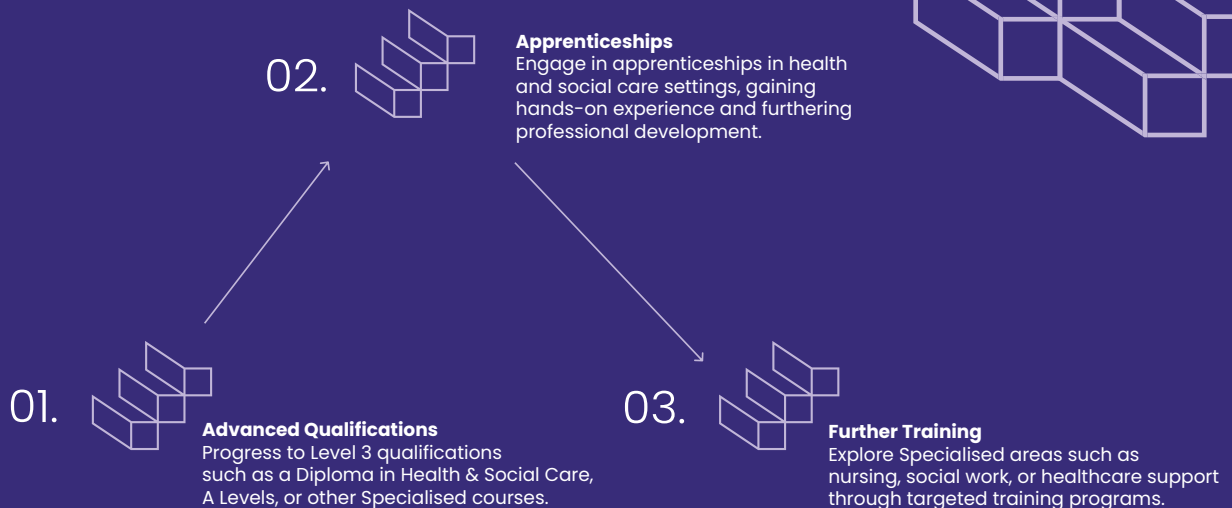 01.
Advanced Qualifications
Progress to Level 3 qualifications
such as a Diploma in Health & Social Care,
A Levels, or other Specialised courses.
02.
Apprenticeships
Engage in apprenticeships in health
and social care settings, gaining
hands-on experience and furthering
professional development.
03.
Further Training
Explore Specialised areas such as
nursing, social work, or healthcare support
through targeted training programs.